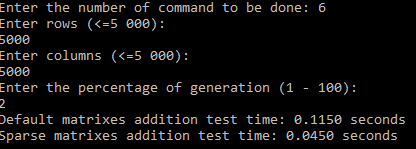 Enter the number of command to be done: 6
Enter rows (<=5 000):
5000
Enter columns (<=5 000):
5000
Enter the percentage of generation (1 - 100):
2
Default matrixes addition test time: 0.1150 seconds
Sparse matrixes addition test time: 0.0450 seconds